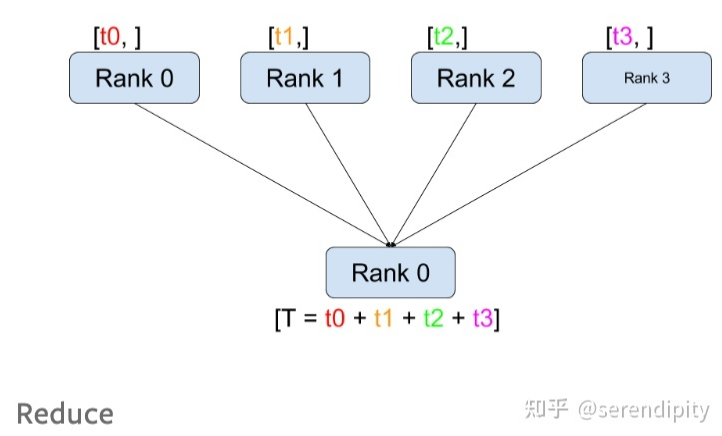 [t0, ] [t1,] [t2,] [t3, ]
Rank 0 Rank 1 Rank 2 Rank 3
Rank 0
[T = t0 + t1 + t2 + t3]
Reduce
知乎 @serendipity